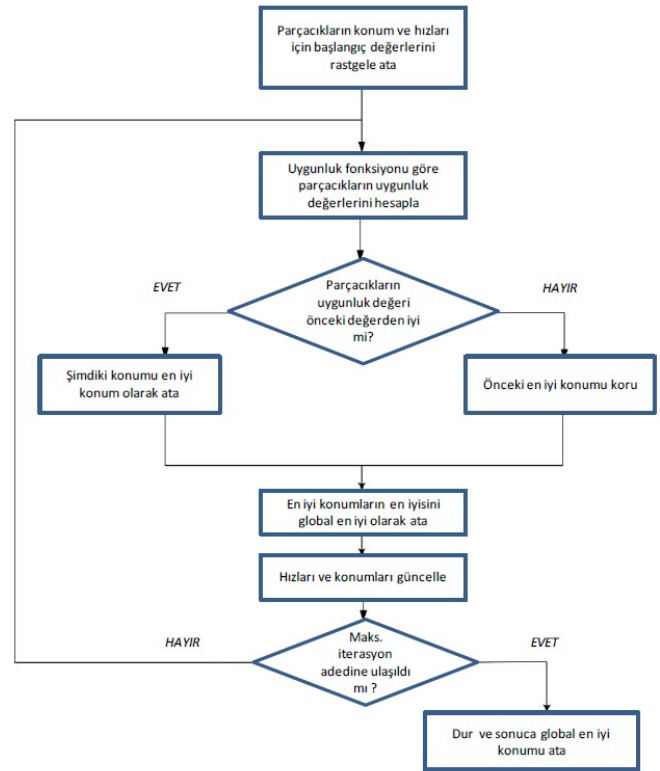 Parçacıkların konum ve hızları
için başlangıç değerlerini
rastgele ata
Uygunluk fonksiyonu göre
parçacıkların uygunluk
değerlerini hesapla
EVET
Parçacıkların
uygunluk değeri
önceki değerden iyi
mi?
HAYIR
Şimdiki konumu en iyi
konum olarak ata
Önceki en iyi konumu koru
En iyi konumların en iyisini
global en iyi olarak ata
Hızları ve konumları güncelle
HAYIR
Maks.
iterasyon
adedine ulaşıldı
mı ?
EVET
Dur ve sonuca global en iyi
konumu ata